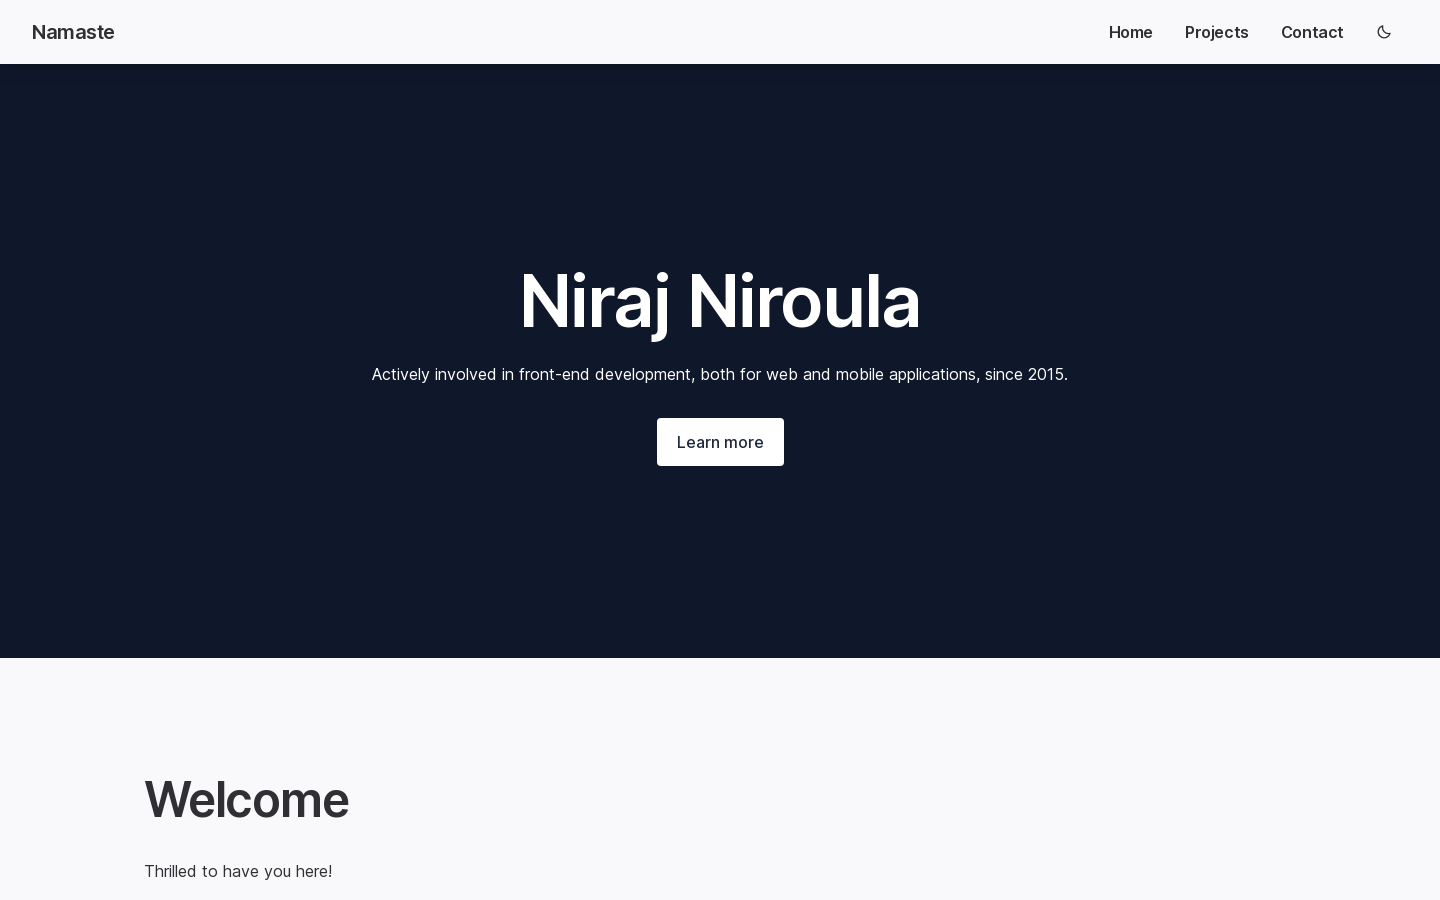 Namaste
Home
Projects
Contact
Niraj Niroula
Actively involved in front-end development, both for web and mobile applications, since 2015.
Learn more
Welcome
Thrilled to have you here!